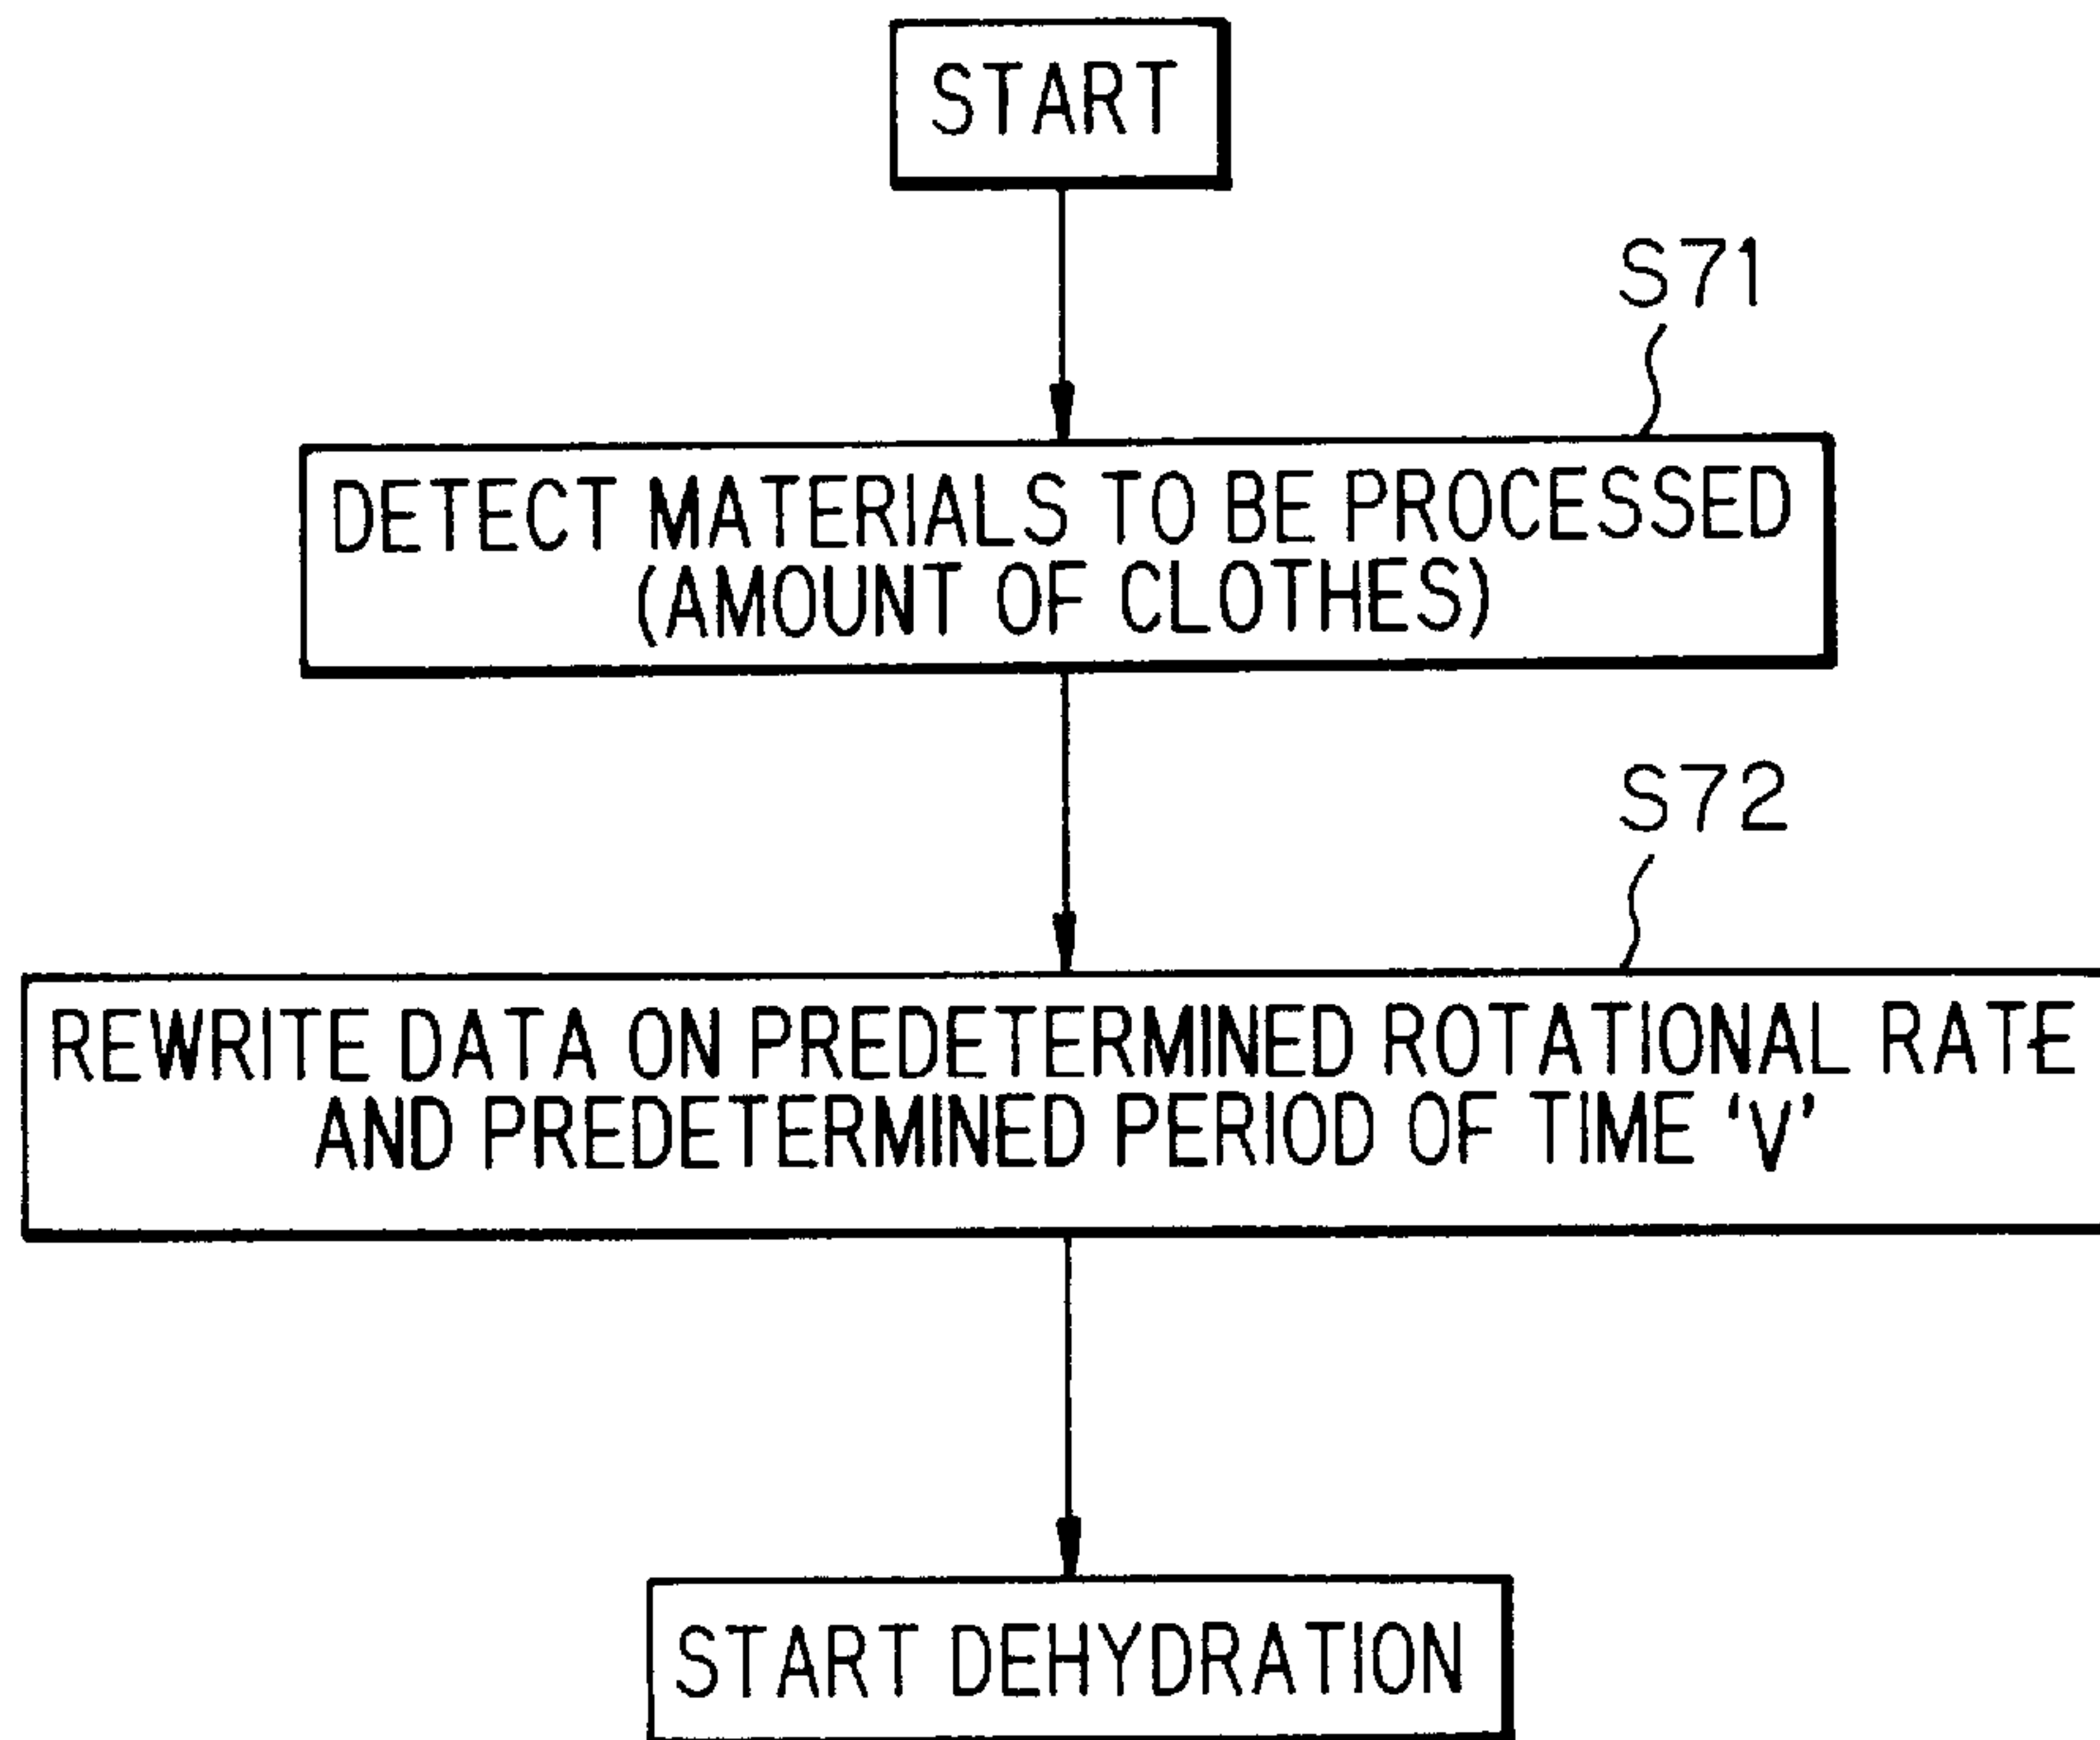 START
S71
DETECT MATERIALS TO BE PROCESSED
(AMOUNT OF CLOTHES)
S72
REWRITE DATA ON PREDETERMINED ROTATIONAL RATE
AND PREDETERMINED PERIOD OF TIME ‘V’
START DEHYDRATION